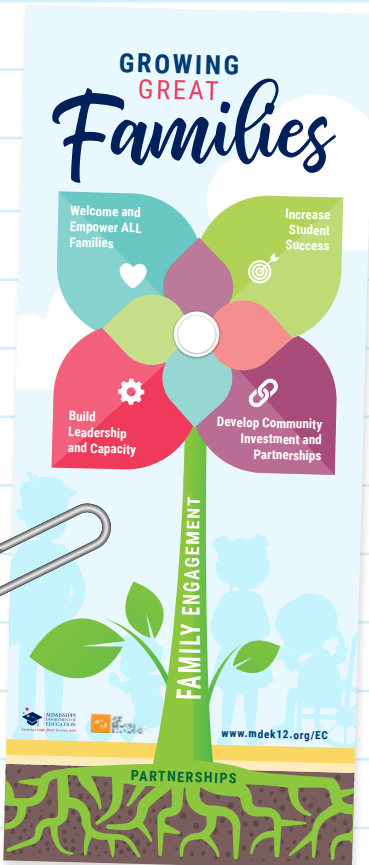 GROWING
GREAT
Families
Welcome and
Empower ALL
Families
Increase
Student
Success
Build
Leadership
and Capacity
Develop Community
Investment and
Partnerships
FAMILY ENGAGEMENT
MISSISSIPPI
DEPARTMENT OF
EDUCATION
www.mdek12.org/EC
PARTNERSHIPS